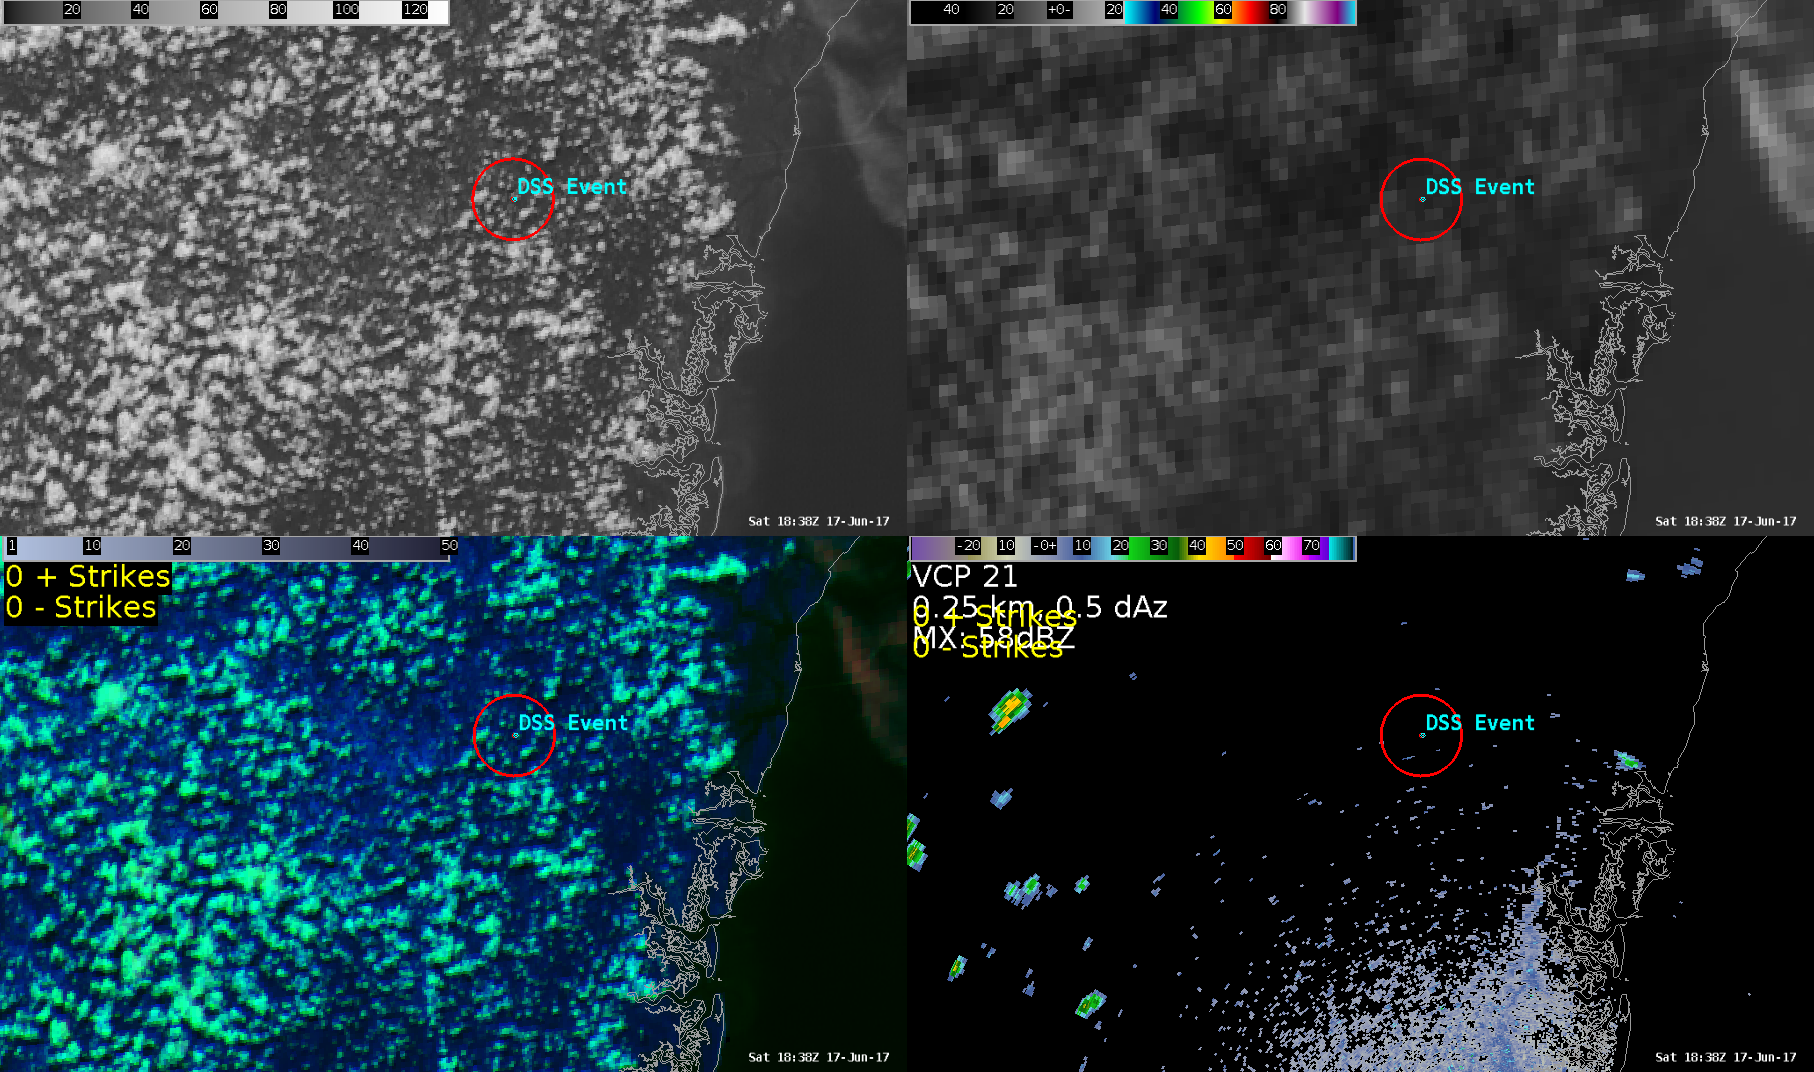 20 40 60 80 100 120
DSS Event
Sat 18:38Z 17-Jun-17
40 20 +0- 20 40 60 80
DSS Event
Sat 18:38Z 17-Jun-17
1 10 20 30 40 50
0 + Strikes
0 - Strikes
DSS Event
Sat 18:38Z 17-Jun-17
-20 10 -0+ 10 20 30 40 50 60 70
VCP 21
0.25 km, 0.5 dAz
0 + Strikes
MX: 58dBZ
0 - Strikes
DSS Event
Sat 18:38Z 17-Jun-17